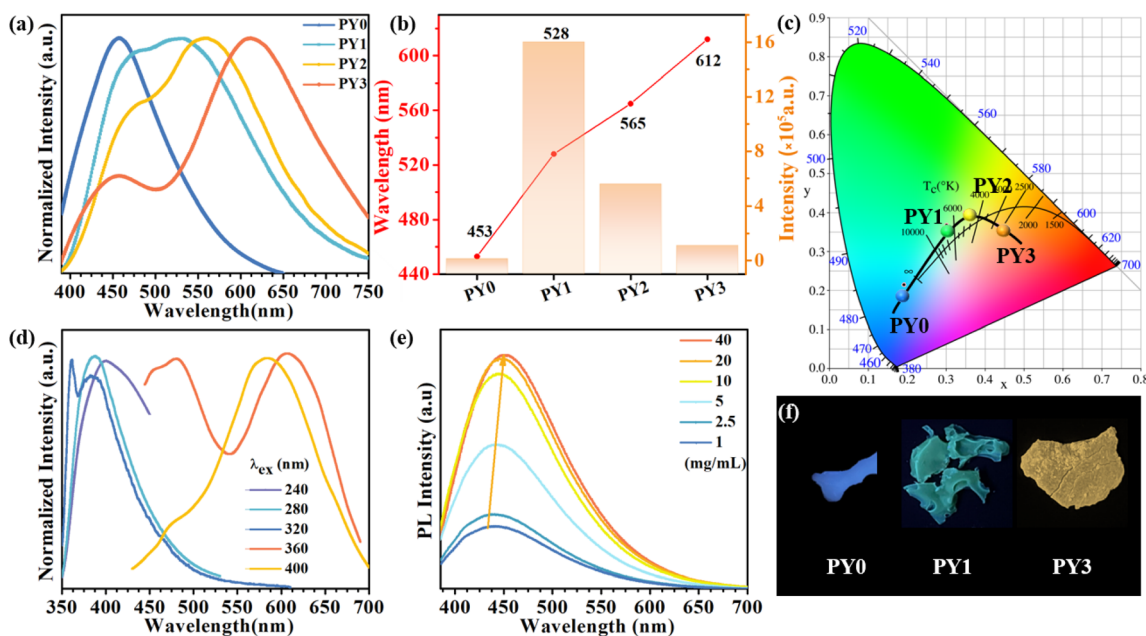 (a).
PY0
PY1
PY2
PY3
Normalized Intensity (a.u.)
400 450 500 550 600 650 700 750
Wavelength(nm)
(b)
Wavelength (nm)
600
560
520
480
440
453
528
565
612
PY0 PY1 PY2 PY3
16
12
8
4
0
Intensity (×10⁵a.u.)
(c)
0.9
0.8
0.7
0.6
0.5
y
0.4
0.3
0.2
0.1
0.0
0.0 0.1 0.2 0.3 0.4 0.5 0.6 0.7 0.8
x
520
540
560
500
580
600
620
700
490
480
470
460
380
Tc(°K)
PY2
4000
2500
6000
PY1
10000
2000
1500
PY3
∞
PY0
(d)
Normalized Intensity (a.u.)
λex (nm)
240
280
320
360
400
350 400 450 500 550 600 650 700
Wavelength(nm)
(e)
PL Intensity (a.u)
40
20
10
5
2.5
1
(mg/mL)
400 450 500 550 600 650 700
Wavelength (nm)
(f)
PY0 PY1 PY3